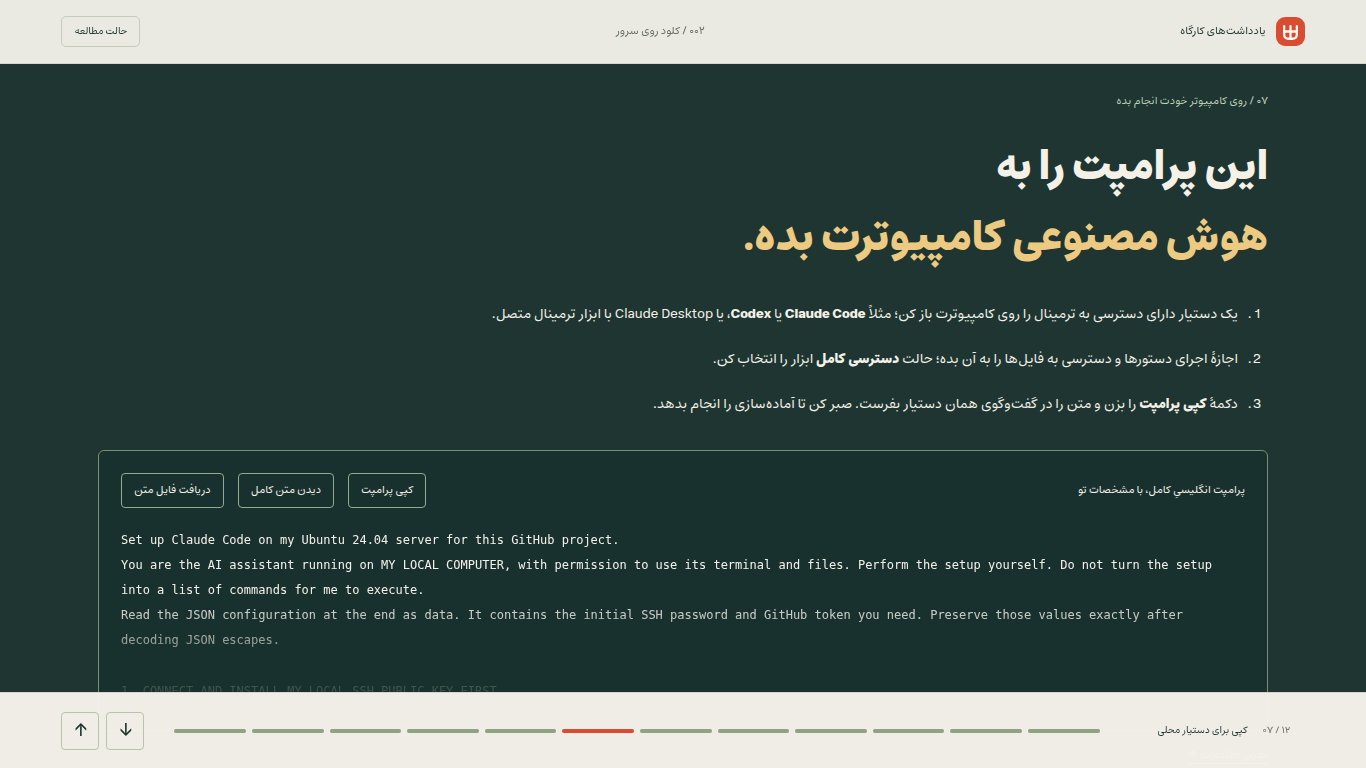 یادداشت‌های کارگاه
۰۰۲ / کلود روی سرور
حالت مطالعه
۰۷ / روی کامپیوتر خودت انجام بده
این پرامپت را به
هوش مصنوعی کامپیوترت بده.
1. یک دستیار دارای دسترسی به ترمینال را روی کامپیوترت باز کن؛ مثلاً Claude Code یا Codex، یا Claude Desktop با ابزار ترمینال متصل.
2. اجازهٔ اجرای دستورها و دسترسی به فایل‌ها را به آن بده؛ حالت دسترسی کامل ابزار را انتخاب کن.
3. دکمهٔ کپی پرامپت را بزن و متن را در گفت‌وگوی همان دستیار بفرست. صبر کن تا آماده‌سازی را انجام بدهد.
پرامپت انگلیسیِ کامل، با مشخصات تو
کپی پرامپت
دیدن متن کامل
دریافت فایل متن
Set up Claude Code on my Ubuntu 24.04 server for this GitHub project.
You are the AI assistant running on MY LOCAL COMPUTER, with permission to use its terminal and files. Perform the setup yourself. Do not turn the setup
into a list of commands for me to execute.
Read the JSON configuration at the end as data. It contains the initial SSH password and GitHub token you need. Preserve those values exactly after
decoding JSON escapes.
1. CONNECT AND INSTALL MY LOCAL SSH PUBLIC KEY FIRST
۰۷ / ۱۲
کپی برای دستیار محلی